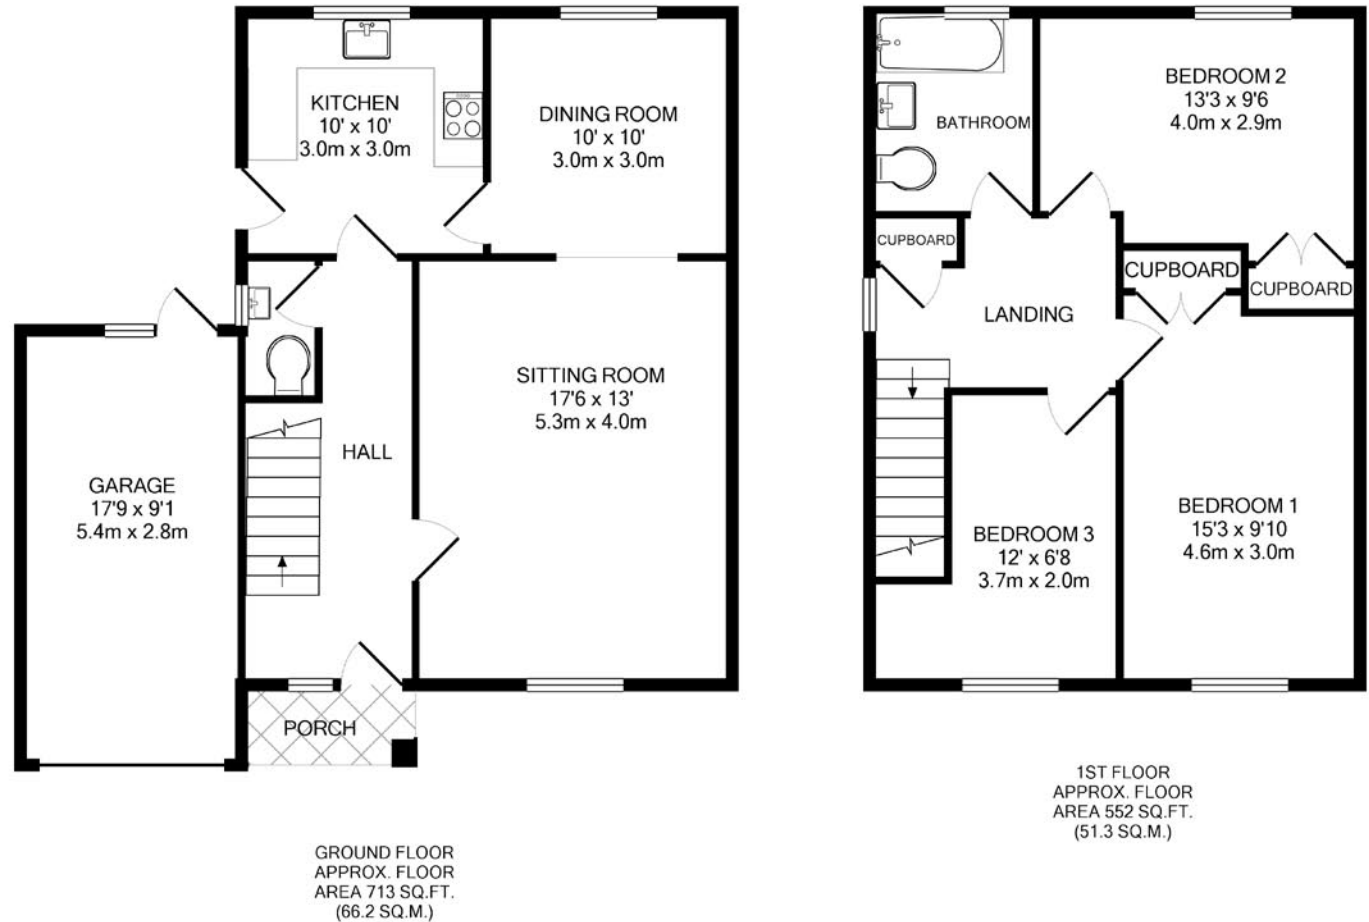 KITCHEN
10' x 10'
3.0m x 3.0m
DINING ROOM
10' x 10'
3.0m x 3.0m
SITTING ROOM
17'6 x 13'
5.3m x 4.0m
HALL
GARAGE
17'9 x 9'1
5.4m x 2.8m
PORCH
GROUND FLOOR
APPROX. FLOOR
AREA 713 SQ.FT.
(66.2 SQ.M.)
BATHROOM
BEDROOM 2
13'3 x 9'6
4.0m x 2.9m
CUPBOARD
CUPBOARD
CUPBOARD
LANDING
BEDROOM 1
15'3 x 9'10
4.6m x 3.0m
BEDROOM 3
12' x 6'8
3.7m x 2.0m
1ST FLOOR
APPROX. FLOOR
AREA 552 SQ.FT.
(51.3 SQ.M.)